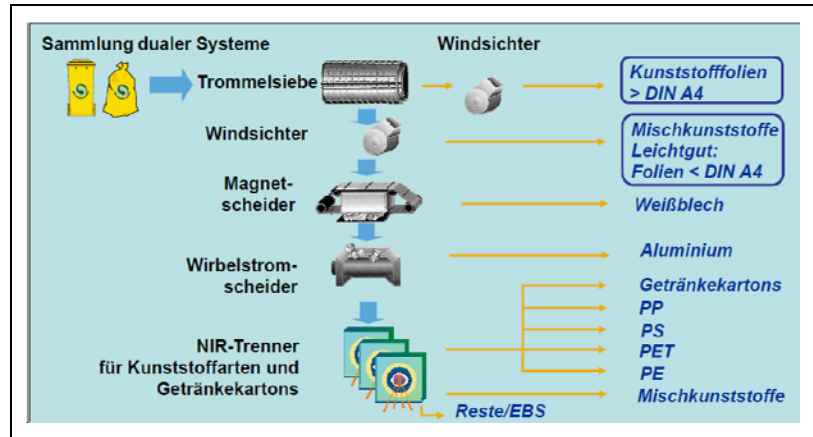 Sammlung dualer Systeme
Windsichter
Trommelsiebe
Kunststofffolien
> DIN A4
Windsichter
Mischkunststoffe
Leichtgut:
Folien < DIN A4
Magnet-
scheider
Weißblech
Wirbelstrom-
scheider
Aluminium
NIR-Trenner
für Kunststoffarten und
Getränkekartons
Getränkekartons
PP
PS
PET
PE
Mischkunststoffe
Reste/EBS